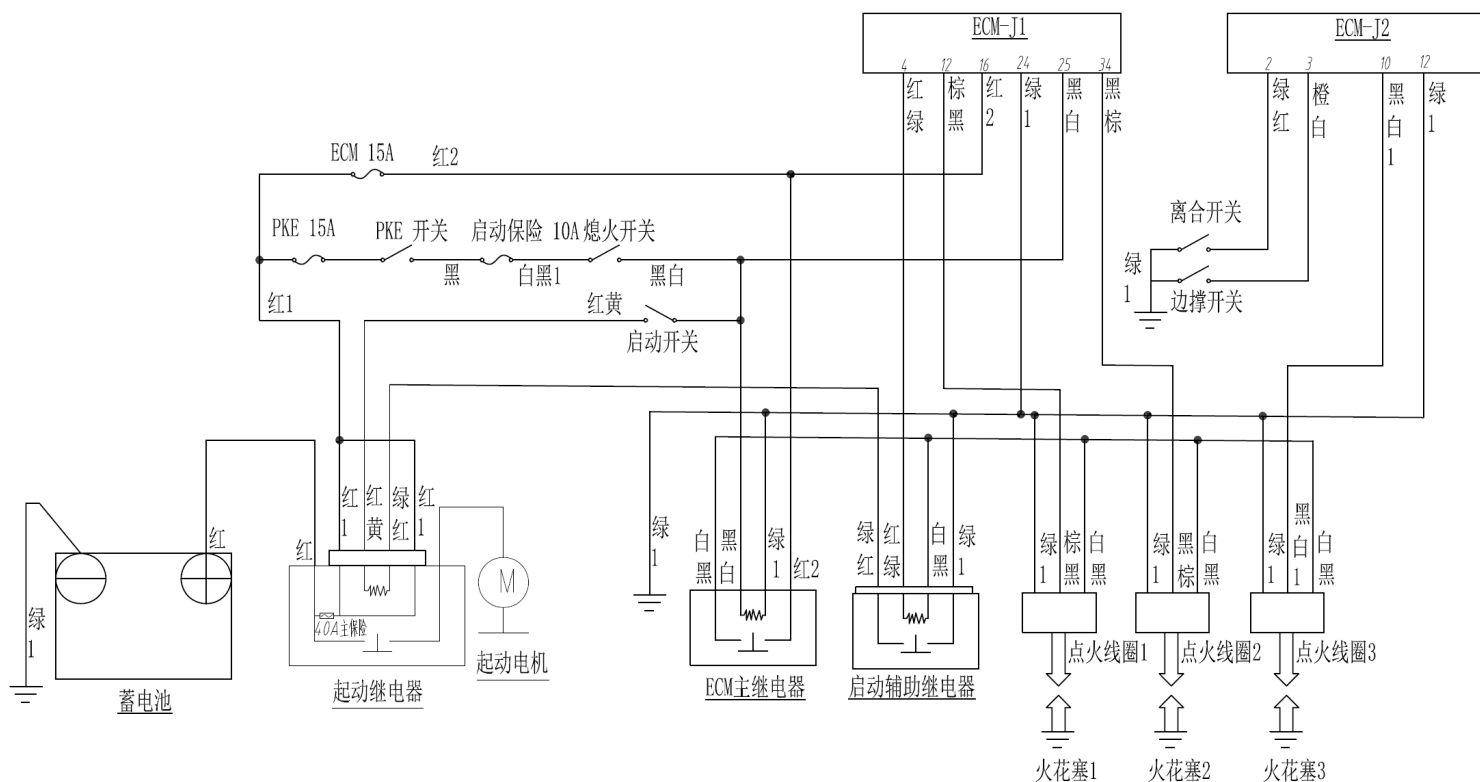 ECM-J1
ECM-J2
4 12 16 24 25 34
2 3 10 12
红绿
棕黑
红2
绿1
黑白
黑棕
绿红
橙白
黑白1
绿1
ECM 15A
红2
PKE 15A
PKE 开关
启动保险 10A
熄火开关
黑
白黑1
黑白
红1
红黄
启动开关
离合开关
绿1
边撑开关
红
红
红1
红黄
绿红
红1
绿1
40A主保险
M
蓄电池
起动继电器
起动电机
绿1
白黑
黑白
绿1
红2
ECM主继电器
绿红
红绿
白黑
绿1
启动辅助继电器
绿1
棕黑
白黑
绿1
黑棕
白黑
绿1
黑白1
白黑
点火线圈1
点火线圈2
点火线圈3
火花塞1
火花塞2
火花塞3